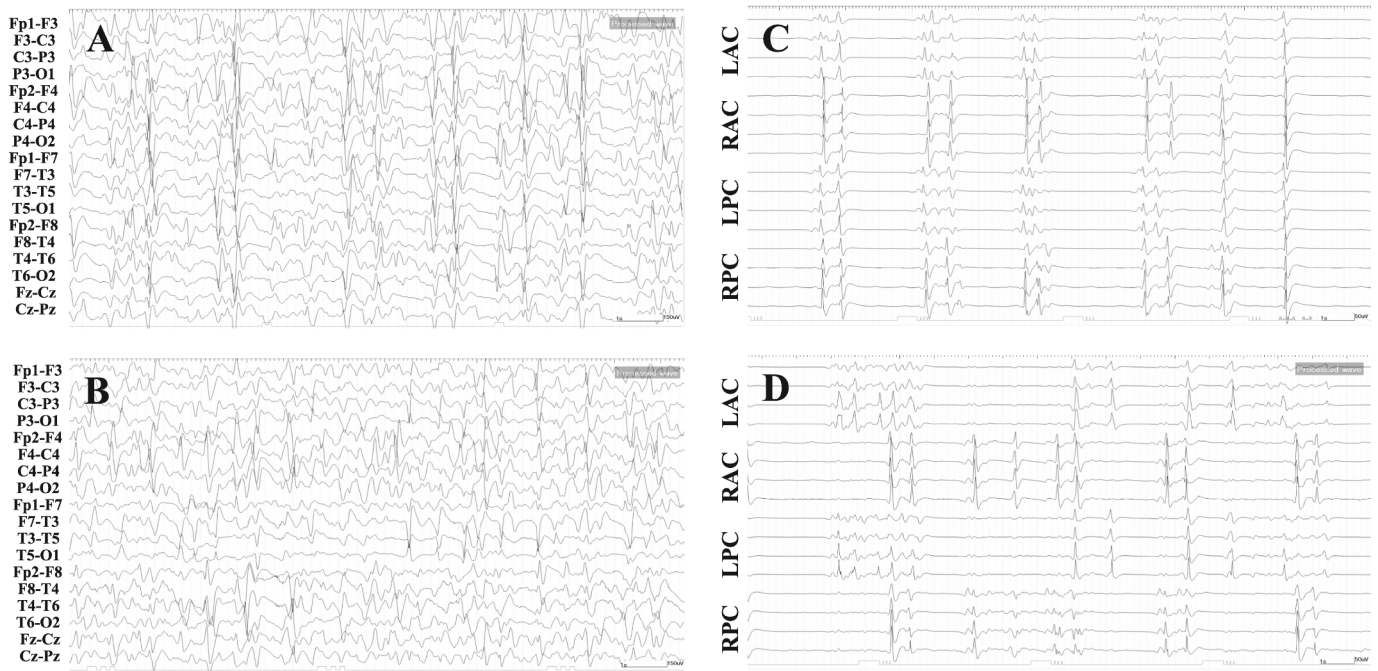 A
Fp1-F3
F3-C3
C3-P3
P3-O1
Fp2-F4
F4-C4
C4-P4
P4-O2
Fp1-F7
F7-T3
T3-T5
T5-O1
Fp2-F8
F8-T4
T4-T6
T6-O2
Fz-Cz
Cz-Pz
Processed wave
1s
150uV
C
LAC
RAC
LPC
RPC
1s
50uV
B
Fp1-F3
F3-C3
C3-P3
P3-O1
Fp2-F4
F4-C4
C4-P4
P4-O2
Fp1-F7
F7-T3
T3-T5
T5-O1
Fp2-F8
F8-T4
T4-T6
T6-O2
Fz-Cz
Cz-Pz
Processed wave
1s
150uV
D
LAC
RAC
LPC
RPC
Processed wave
1s
50uV